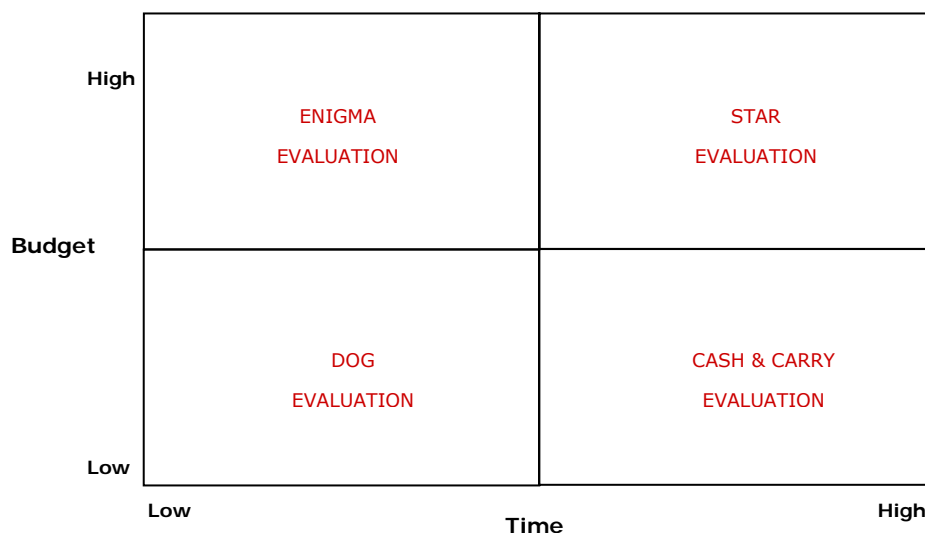 High
ENIGMA
EVALUATION
STAR
EVALUATION
Budget
DOG
EVALUATION
CASH & CARRY
EVALUATION
Low
Low
Time
High